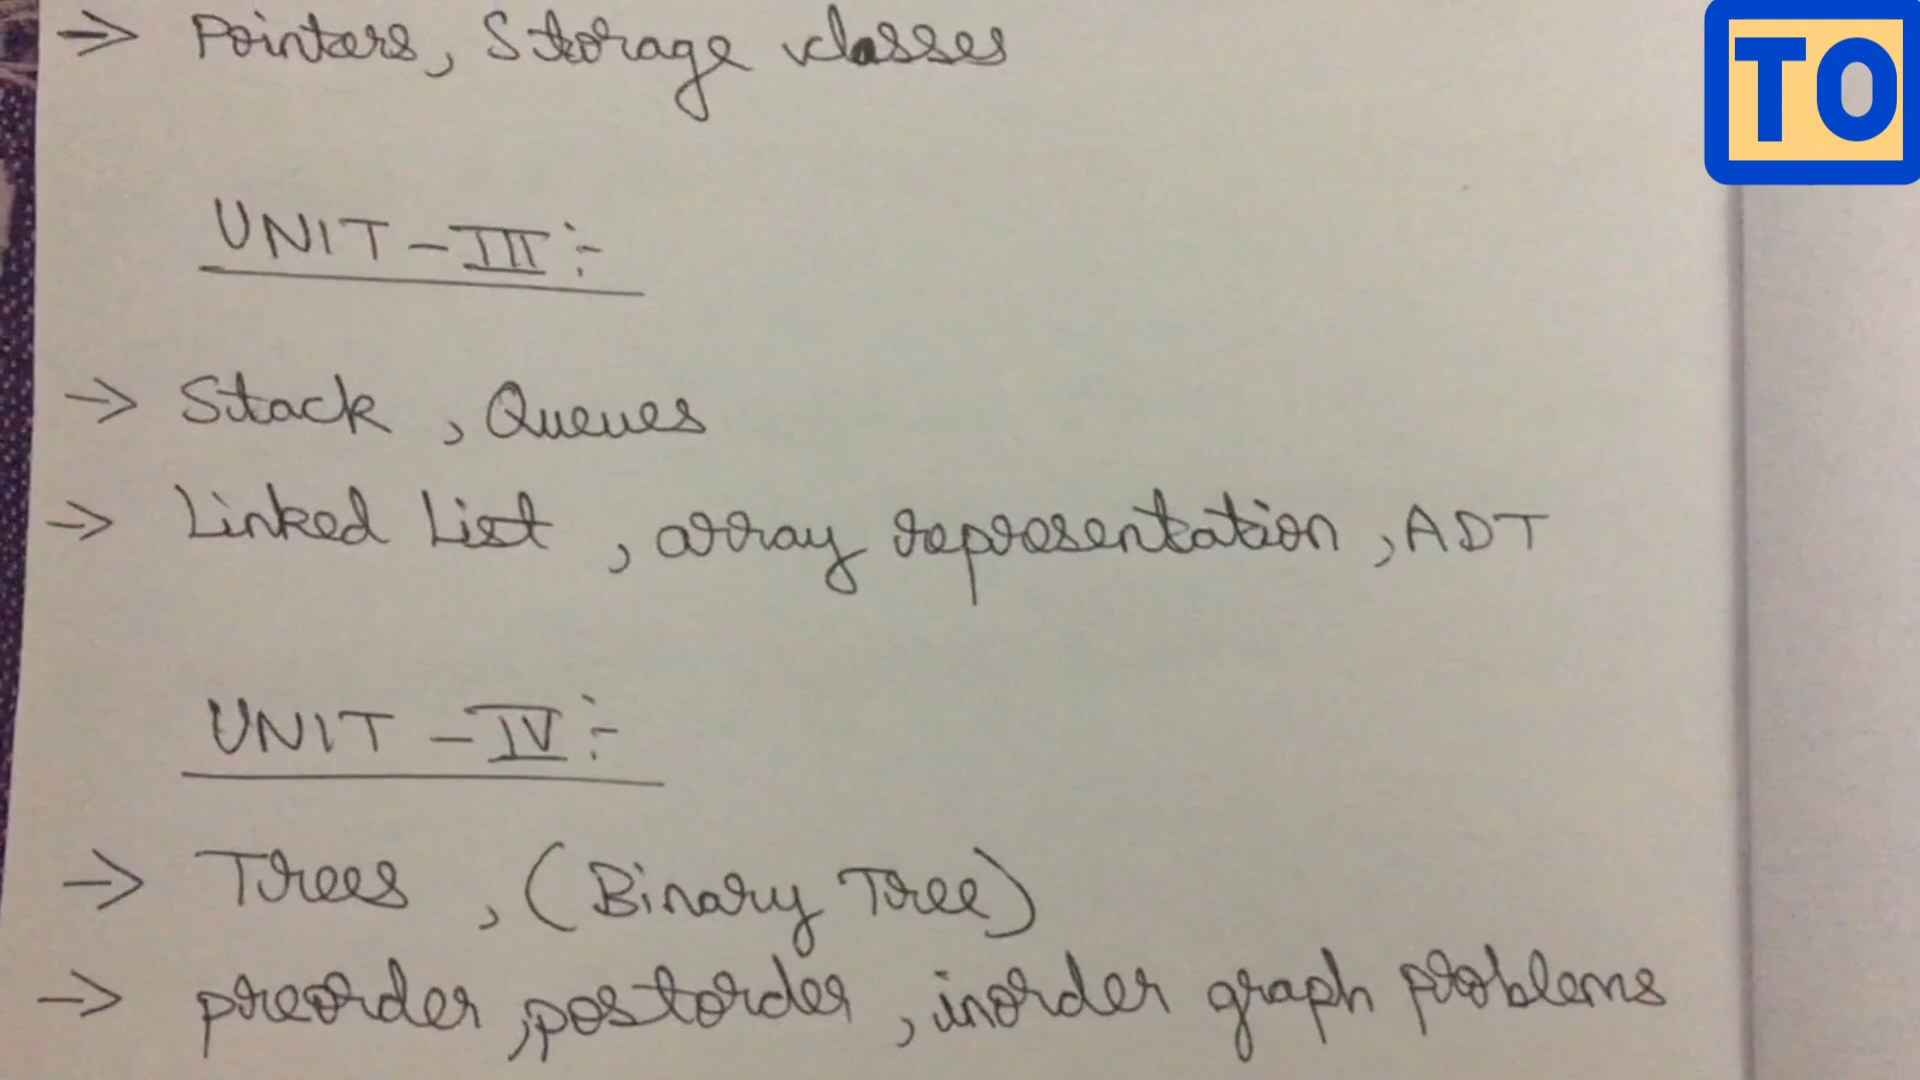 → Pointers, Storage classes
TO
UNIT - III :-
→ Stack , Queues
→ Linked List , array representation , ADT
UNIT - IV :-
→ Trees , (Binary Tree)
→ preorder , postorder , inorder graph problems